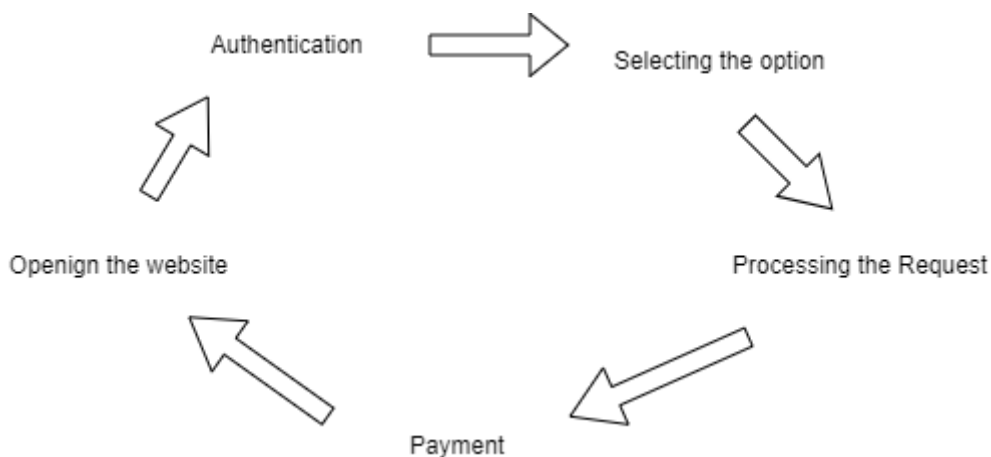 Authentication
Selecting the option
Openign the website
Processing the Request
Payment